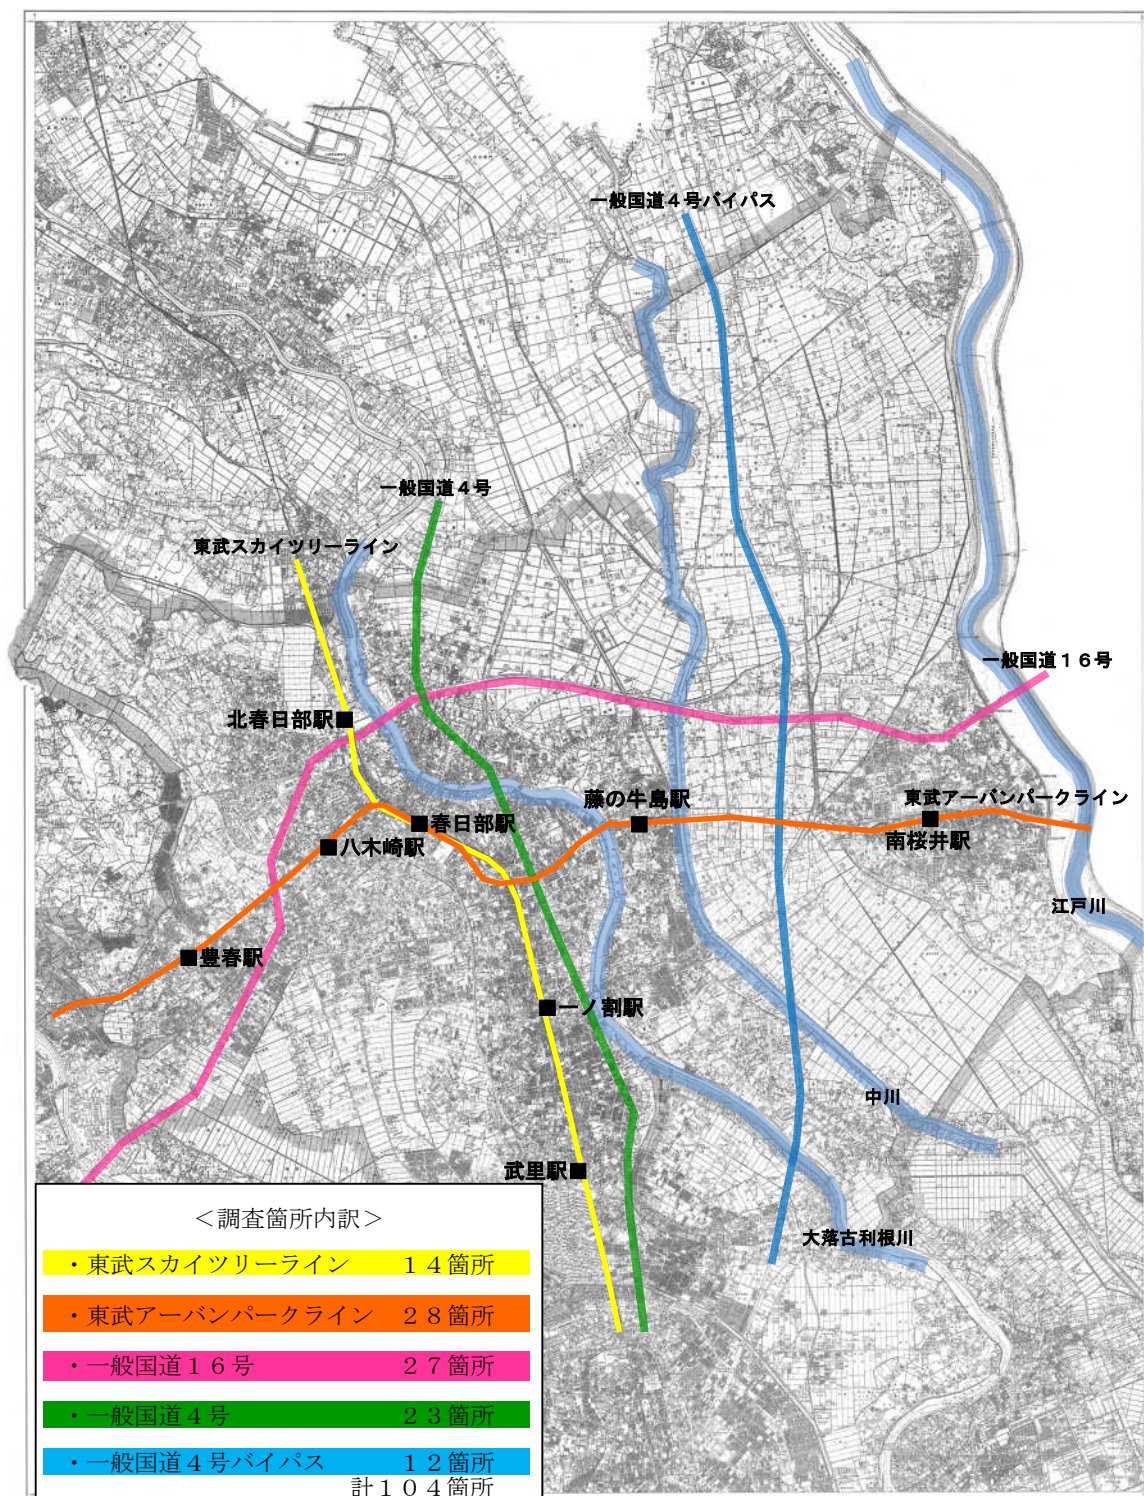 一般国道４号バイパス
一般国道４号
東武スカイツリーライン
一般国道１６号
北春日部駅
藤の牛島駅
東武アーバンパークライン
春日部駅
南桜井駅
八木崎駅
江戸川
豊春駅
一ノ割駅
中川
武里駅
大落古利根川
＜調査箇所内訳＞
・東武スカイツリーライン　１４箇所
・東武アーバンパークライン　２８箇所
・一般国道１６号　２７箇所
・一般国道４号　２３箇所
・一般国道４号バイパス　１２箇所
計１０４箇所